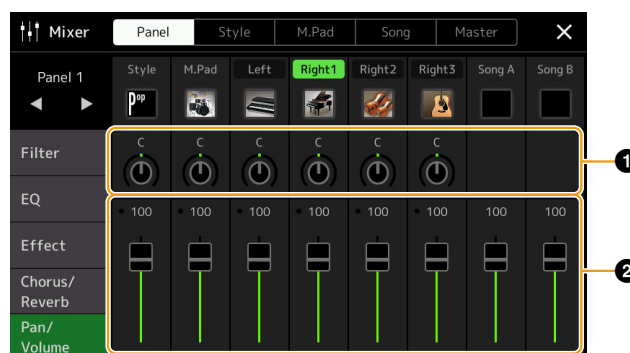 Mixer Panel Style M.Pad Song Master
Panel 1 Style M.Pad Left Right1 Right2 Right3 Song A Song B
Pop
Filter C C C C C C
1
EQ 100 100 100 100 100 100 100 100
Effect
2
Chorus/
Reverb
Pan/
Volume